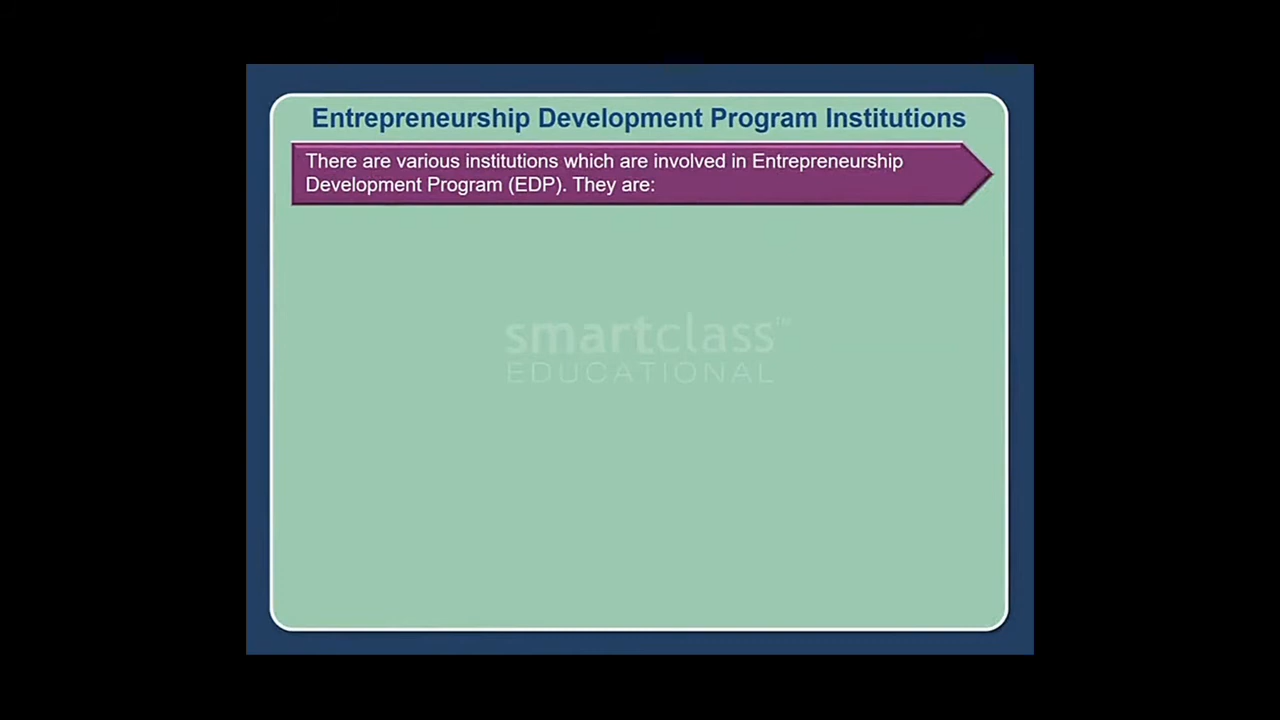 Entrepreneurship Development Program Institutions
There are various institutions which are involved in Entrepreneurship
Development Program (EDP). They are:
smartclass™
EDUCATIONAL